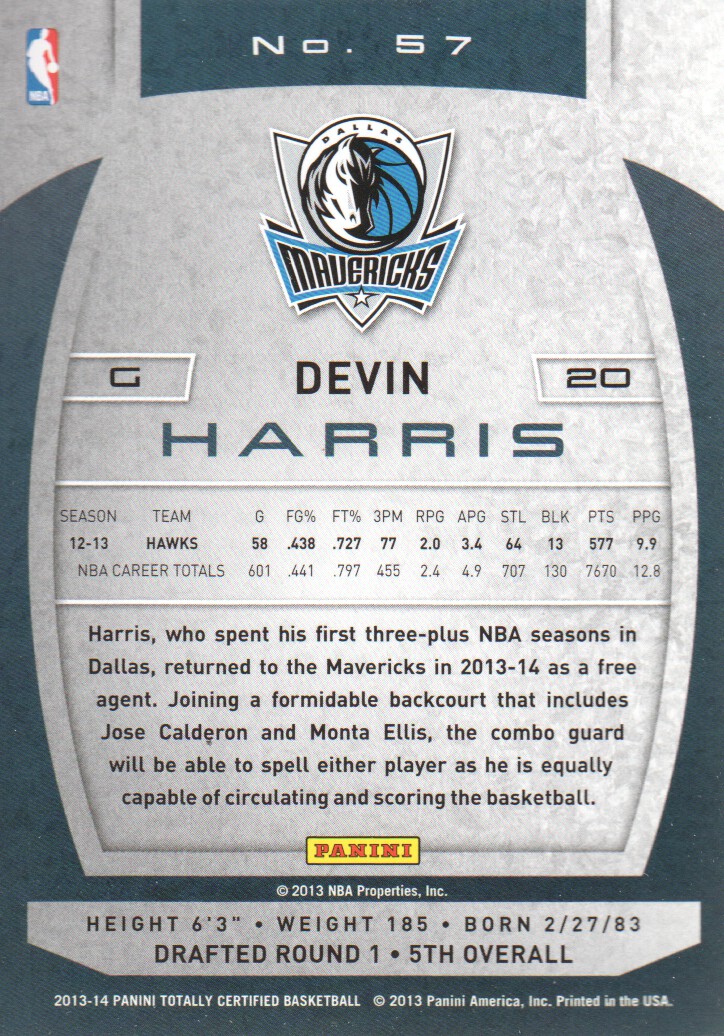 No. 57
NBA
DALLAS
MAVERICKS
G
DEVIN
20
HARRIS
SEASON TEAM G FG% FT% 3PM RPG APG STL BLK PTS PPG
12-13 HAWKS 58 .438 .727 77 2.0 3.4 64 13 577 9.9
NBA CAREER TOTALS 601 .441 .797 455 2.4 4.9 707 130 7670 12.8
Harris, who spent his first three-plus NBA seasons in
Dallas, returned to the Mavericks in 2013-14 as a free
agent. Joining a formidable backcourt that includes
Jose Calderon and Monta Ellis, the combo guard
will be able to spell either player as he is equally
capable of circulating and scoring the basketball.
PANINI
© 2013 NBA Properties, Inc.
HEIGHT 6'3" • WEIGHT 185 • BORN 2/27/83
DRAFTED ROUND 1 • 5TH OVERALL
2013-14 PANINI TOTALLY CERTIFIED BASKETBALL © 2013 Panini America, Inc. Printed in the USA.